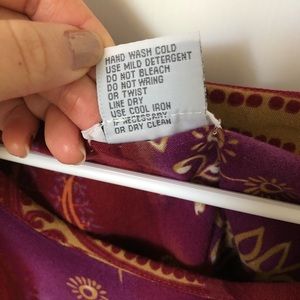 HAND WASH COLD
USE MILD DETERGENT
DO NOT BLEACH
DO NOT WRING
OR TWIST
LINE DRY
USE COOL IRON
IF NECESSARY
OR DRY CLEAN